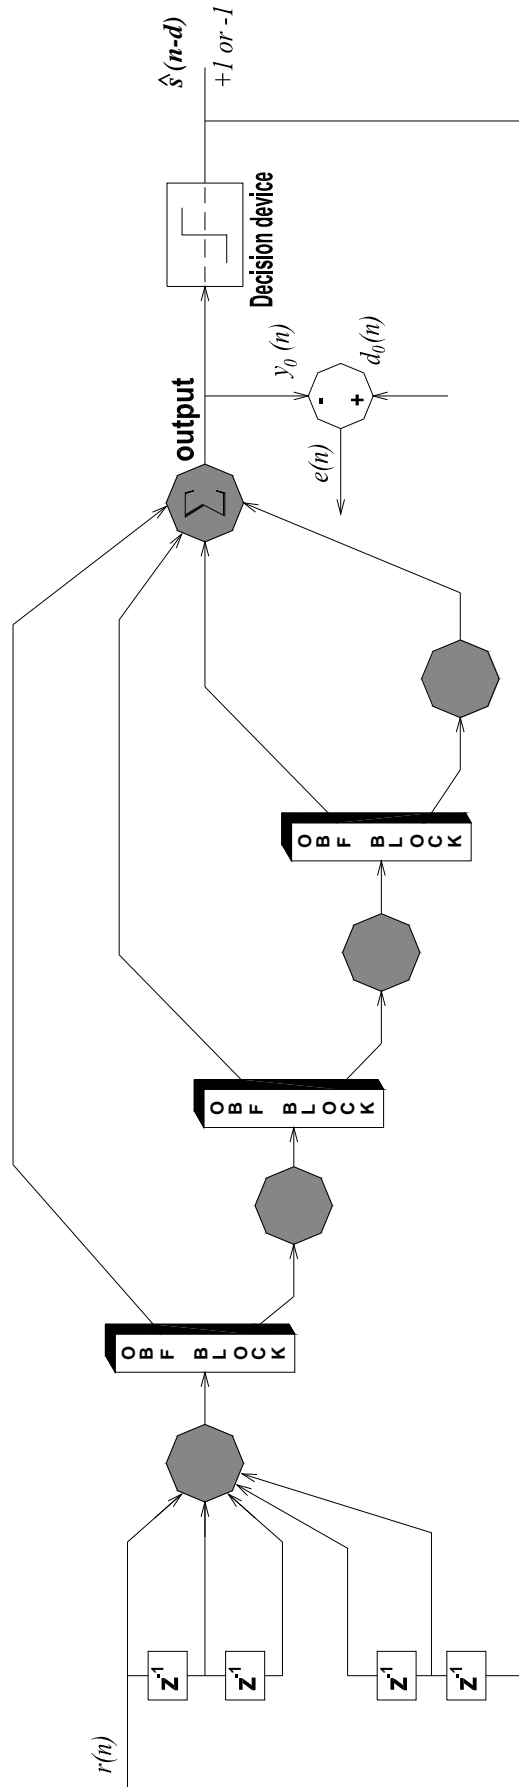 r(n)
z⁻¹
z⁻¹
z⁻¹
z⁻¹
OBF BLOCK
OBF BLOCK
OBF BLOCK
Σ
output
y₀(n)
-
+
d₀(n)
e(n)
Decision device
ŝ(n-d)
+1 or -1